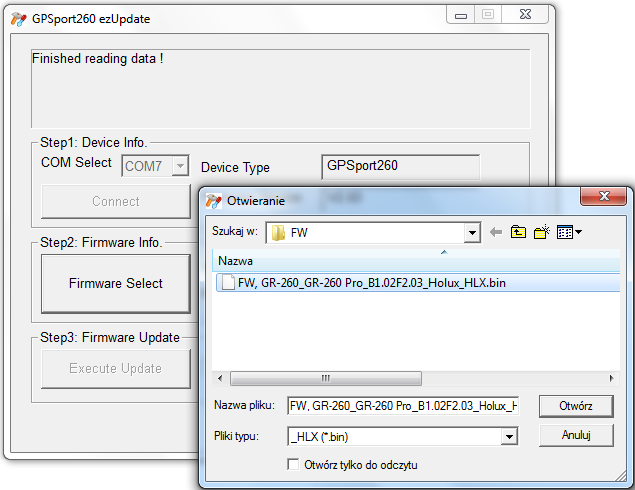 GPSport260 ezUpdate
Finished reading data !
Step1: Device Info.
COM Select
COM7
Device Type
GPSport260
Connect
Step2: Firmware Info.
Firmware Select
Step3: Firmware Update
Execute Update
Otwieranie
Szukaj w:
FW
Nazwa
FW, GR-260_GR-260 Pro_B1.02F2.03_Holux_HLX.bin
Nazwa pliku:
FW, GR-260_GR-260 Pro_B1.02F2.03_Holux_H
Otwórz
Pliki typu:
_HLX (*.bin)
Anuluj
Otwórz tylko do odczytu